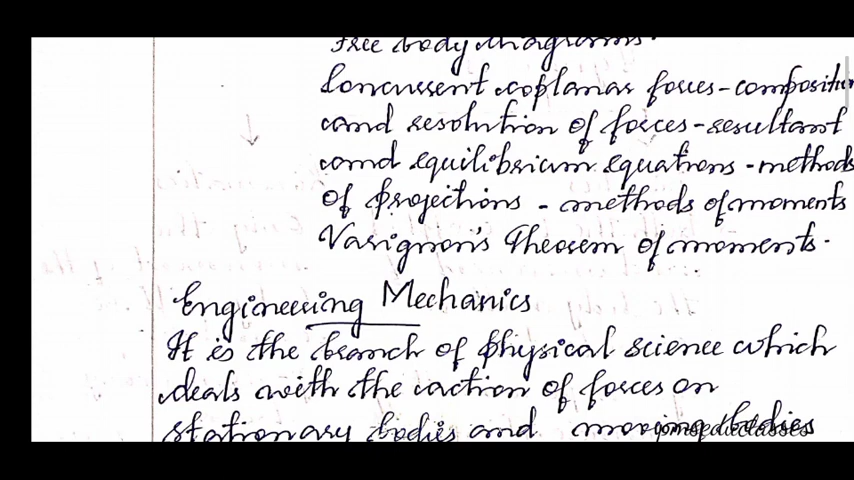 free body diagrams.
Concurrent coplanar forces - composition
and resolution of forces - resultant
and equilibrium equations - methods
of projections - methods of moments
Varignon's Theorem of moments.
Engineering Mechanics
It is the branch of physical science which
deals with the action of forces on
stationary bodies and moving bodies